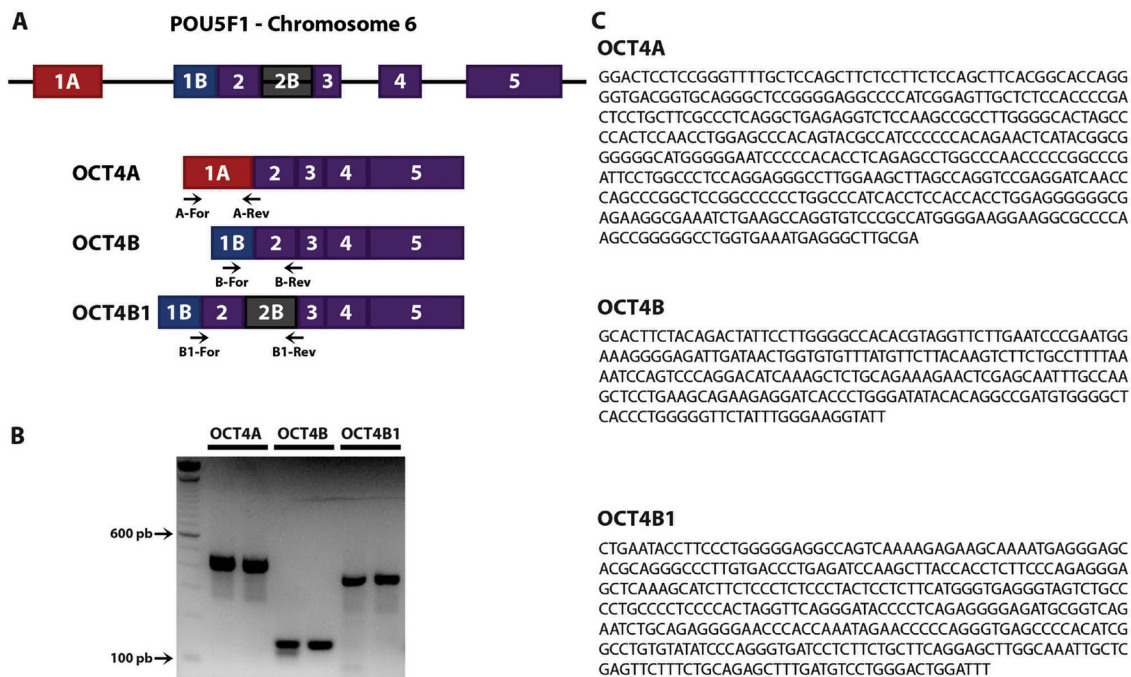 A
POU5F1 - Chromosome 6
1A
1B
2
2B
3
4
5
OCT4A
1A
2
3
4
5
A-For
A-Rev
OCT4B
1B
2
3
4
5
B-For
B-Rev
OCT4B1
1B
2
2B
3
4
5
B1-For
B1-Rev
B
OCT4A
OCT4B
OCT4B1
600 pb
100 pb
C
OCT4A
GGACTCCTCCGGGTTTTGCTCCAGCTTCTCCTTCTCCAGCTTCACGGCACCAGG
GGTGACGGTGCAGGGCTCCGGGGAGGCCCCATCGGAGTTGCTCTCCACCCCGA
CTCCTGCTTCGCCCTCAGGCTGAGAGGTCTCCAAGCCGCCTTGGGGCACTAGCC
CCACTCCAACCTGGAGCCCACAGTACGCCATCCCCCCACAGAACTCATACGGCG
GGGGGCATGGGGGAATCCCCCACACCTCAGAGCCTGGCCCAACCCCCGGCCCG
ATTCCTGGCCCTCCAGGAGGGCCTTGGAAGCTTAGCCAGGTCCGAGGATCAACC
CAGCCCGGCTCCGGCCCCCCTGGCCCATCACCTCCACCACCTGGAGGGGGGCG
AGAAGGCGAAATCTGAAGCCAGGTGTCCCGCCATGGGGAAGGAAGGCGCCCCA
AGCCGGGGGCCTGGTGAAATGAGGGCTTGCGA
OCT4B
GCACTTCTACAGACTATTCCTTGGGGCCACACGTAGGTTCTTGAATCCCGAATGG
AAAGGGGAGATTGATAACTGGTGTGTTTATGTTCTTACAAGTCTTCTGCCTTTTAA
AATCCAGTCCCAGGACATCAAAGCTCTGCAGAAAGAACTCGAGCAATTTGCCAA
GCTCCTGAAGCAGAAGAGGATCACCCTGGGATATACACAGGCCGATGTGGGGCT
CACCCTGGGGGTTCTATTTGGGAAGGTATT
OCT4B1
CTGAATACCTTCCCTGGGGGAGGCCAGTCAAAAGAGAAGCAAAATGAGGGAGC
ACGCAGGGCCCTTGTGACCCTGAGATCCAAGCTTACCACCTCTTCCCAGAGGGA
GCTCAAAGCATCTTCTCCCTCTCCCTACTCCTCTTCATGGGTGAGGGTAGTCTGCC
CCTGCCCCTCCCCACTAGGTTCAGGGATACCCCTCAGAGGGGAGATGCGGTCAG
AATCTGCAGAGGGGAACCCACCAAATAGAACCCCCAGGGTGAGCCCCACATCG
GCCTGTGTATATCCCAGGGTGATCCTCTTCTGCTTCAGGAGCTTGGCAAATTGCTC
GAGTTCTTTCTGCAGAGCTTTGATGTCCTGGGACTGGATTT